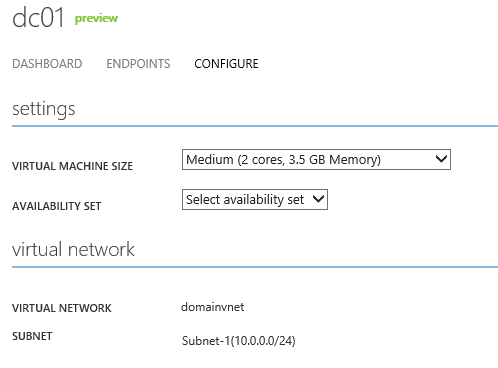 dc01 preview
DASHBOARD ENDPOINTS CONFIGURE
settings
VIRTUAL MACHINE SIZE Medium (2 cores, 3.5 GB Memory)
AVAILABILITY SET Select availability set
virtual network
VIRTUAL NETWORK domainvnet
SUBNET Subnet-1(10.0.0.0/24)